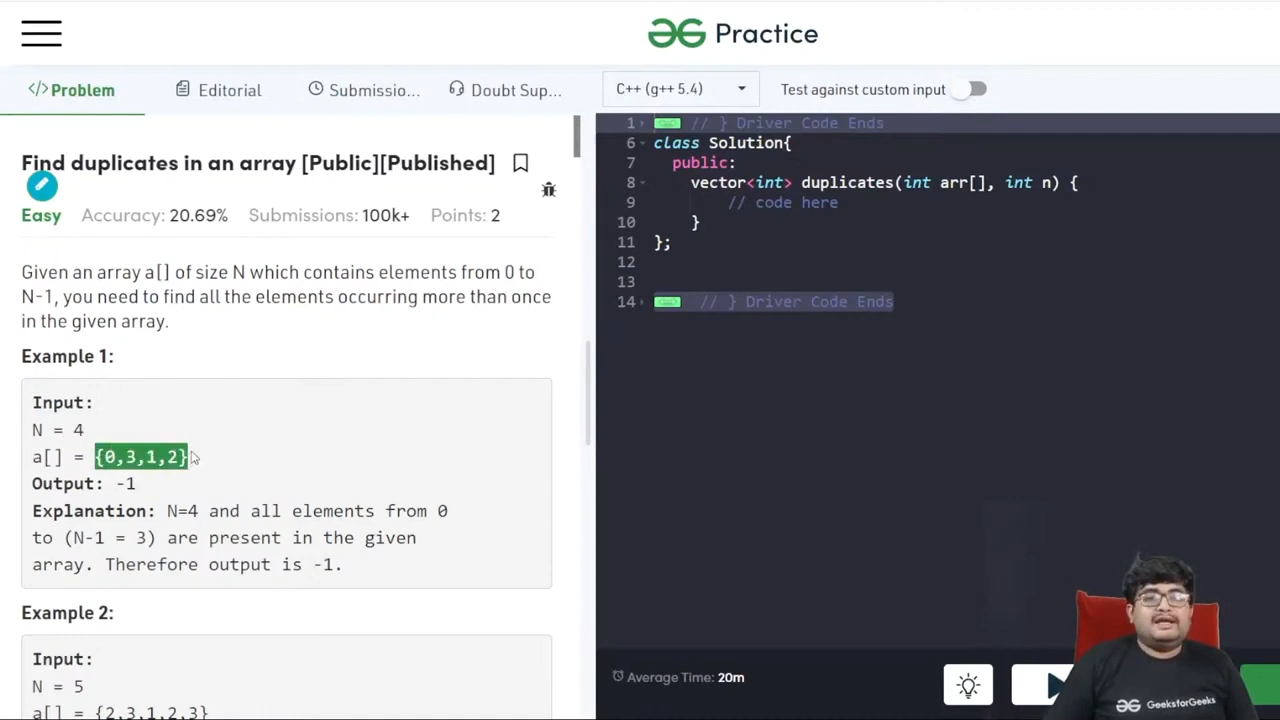 Practice
</>Problem
Editorial
Submissio...
Doubt Sup...
C++ (g++ 5.4)
Test against custom input
Find duplicates in an array [Public][Published]
Easy Accuracy: 20.69% Submissions: 100k+ Points: 2
Given an array a[] of size N which contains elements from 0 to
N-1, you need to find all the elements occurring more than once
in the given array.
Example 1:
Input:
N = 4
a[] = {0,3,1,2}
Output: -1
Explanation: N=4 and all elements from 0
to (N-1 = 3) are present in the given
array. Therefore output is -1.
Example 2:
Input:
N = 5
a[] = {2,3,1,2,3}
1 // } Driver Code Ends
6 class Solution{
7 public:
8 vector<int> duplicates(int arr[], int n) {
9 // code here
10 }
11 };
12
13
14 // } Driver Code Ends
Average Time: 20m
GeeksforGeeks